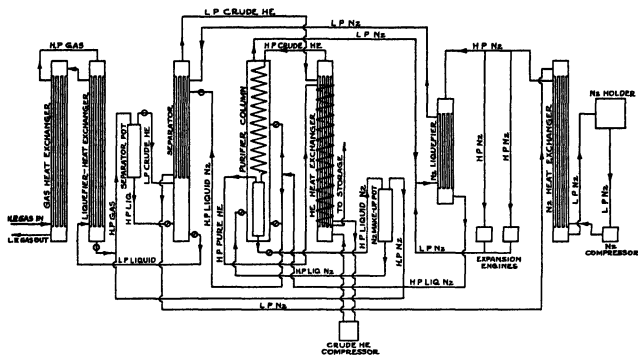 L P CRUDE HE
L P N2
L P N2
H.P GAS
H.P CRUDE HE
H P N2
GAS HEAT EXCHANGER
LIQUEFIER-HEAT EXCHANGER
SEPARATOR POT
L P CRUDE HE
SEPARATOR
PURIFIER COLUMN
HE HEAT EXCHANGER
TO STORAGE
N2 LIQUEFIER
H P N2
H P N2
N2 HEAT EXCHANGER
N2 HOLDER
L P N2
L P N2
H P GAS
H P LIQ.
H.P LIQUID N2
H P PURE HE
H P LIQUID N2
N2 MAKE-UP POT
H.P. N2
H.P.GAS IN
L.P.GAS OUT
L P LIQUID
H.P LIQ. N2
H P LIQ N2
L P N2
L P N2
EXPANSION
ENGINES
N2
COMPRESSOR
CRUDE HE
COMPRESSOR